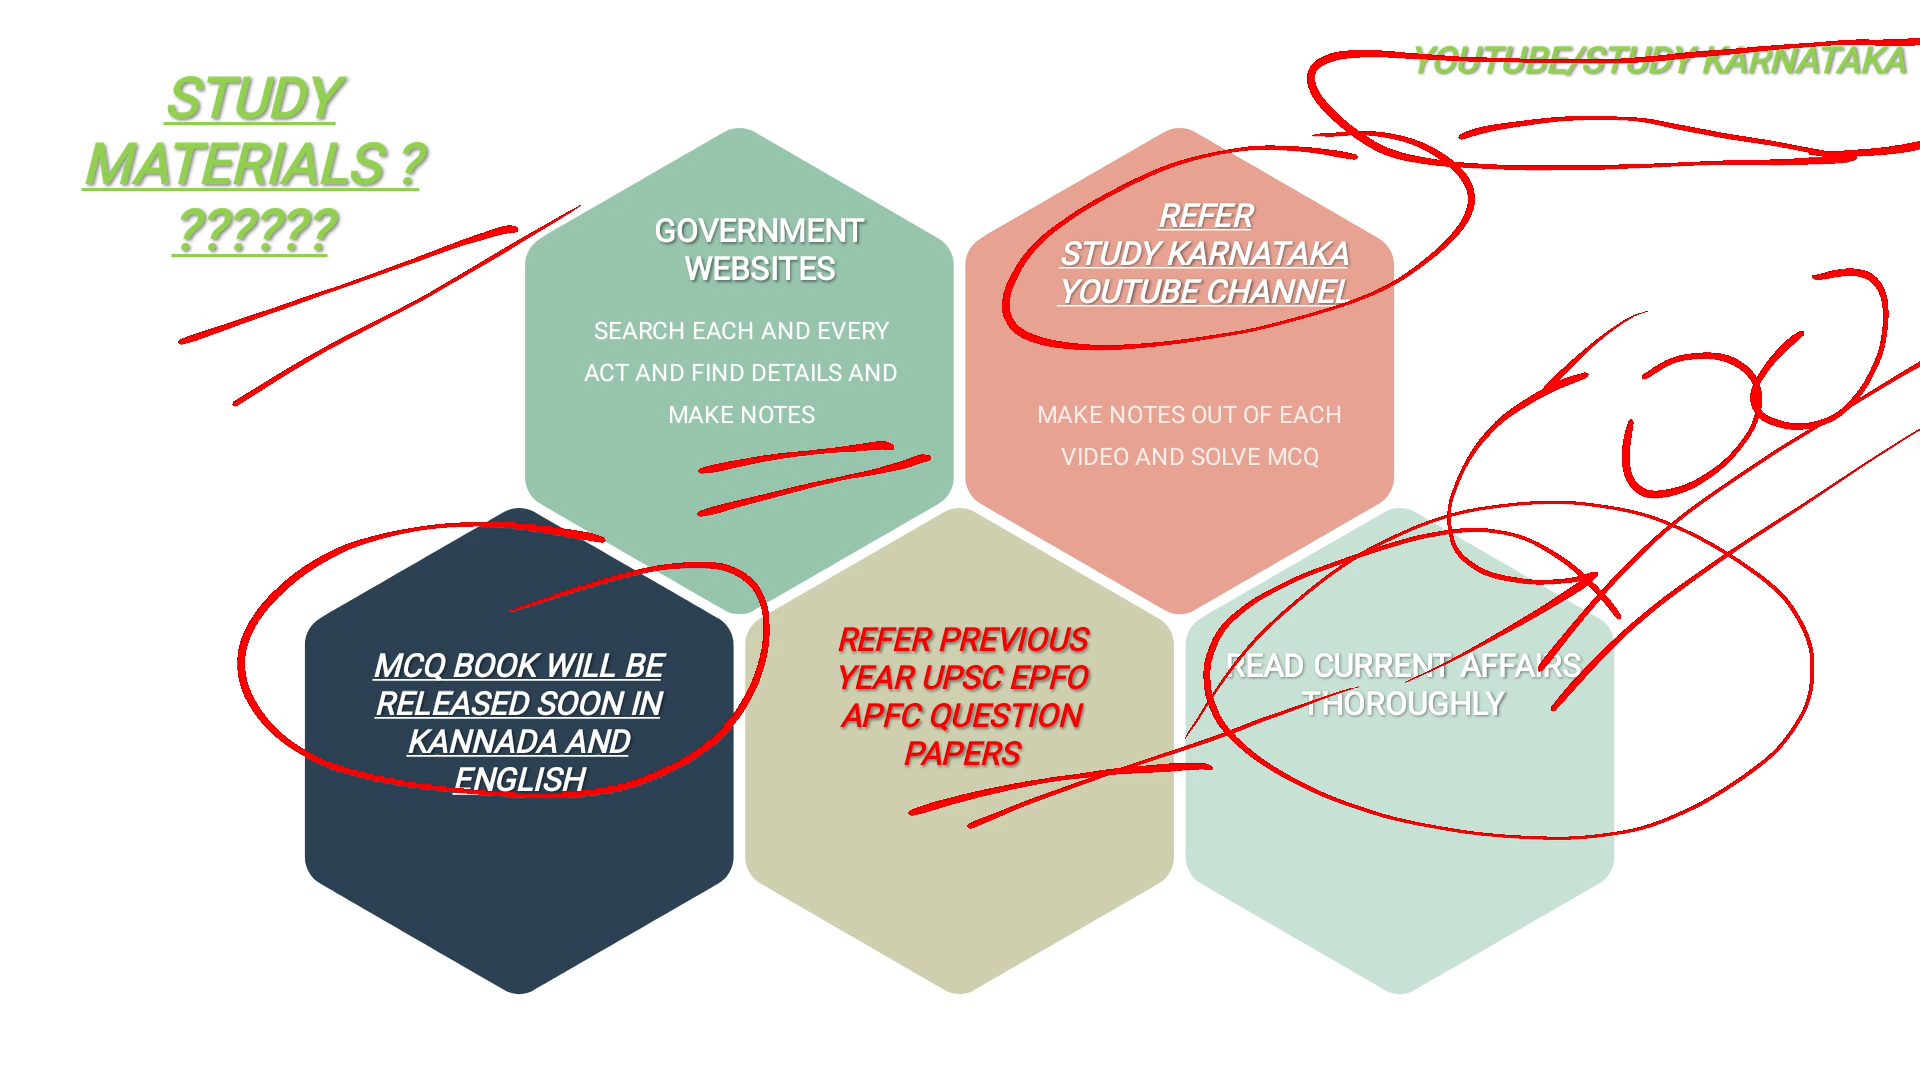 STUDY
MATERIALS ?
??????
YOUTUBE/STUDY KARNATAKA
GOVERNMENT
WEBSITES
SEARCH EACH AND EVERY
ACT AND FIND DETAILS AND
MAKE NOTES
REFER
STUDY KARNATAKA
YOUTUBE CHANNEL
MAKE NOTES OUT OF EACH
VIDEO AND SOLVE MCQ
MCQ BOOK WILL BE
RELEASED SOON IN
KANNADA AND
ENGLISH
REFER PREVIOUS
YEAR UPSC EPFO
APFC QUESTION
PAPERS
READ CURRENT AFFAIRS
THOROUGHLY